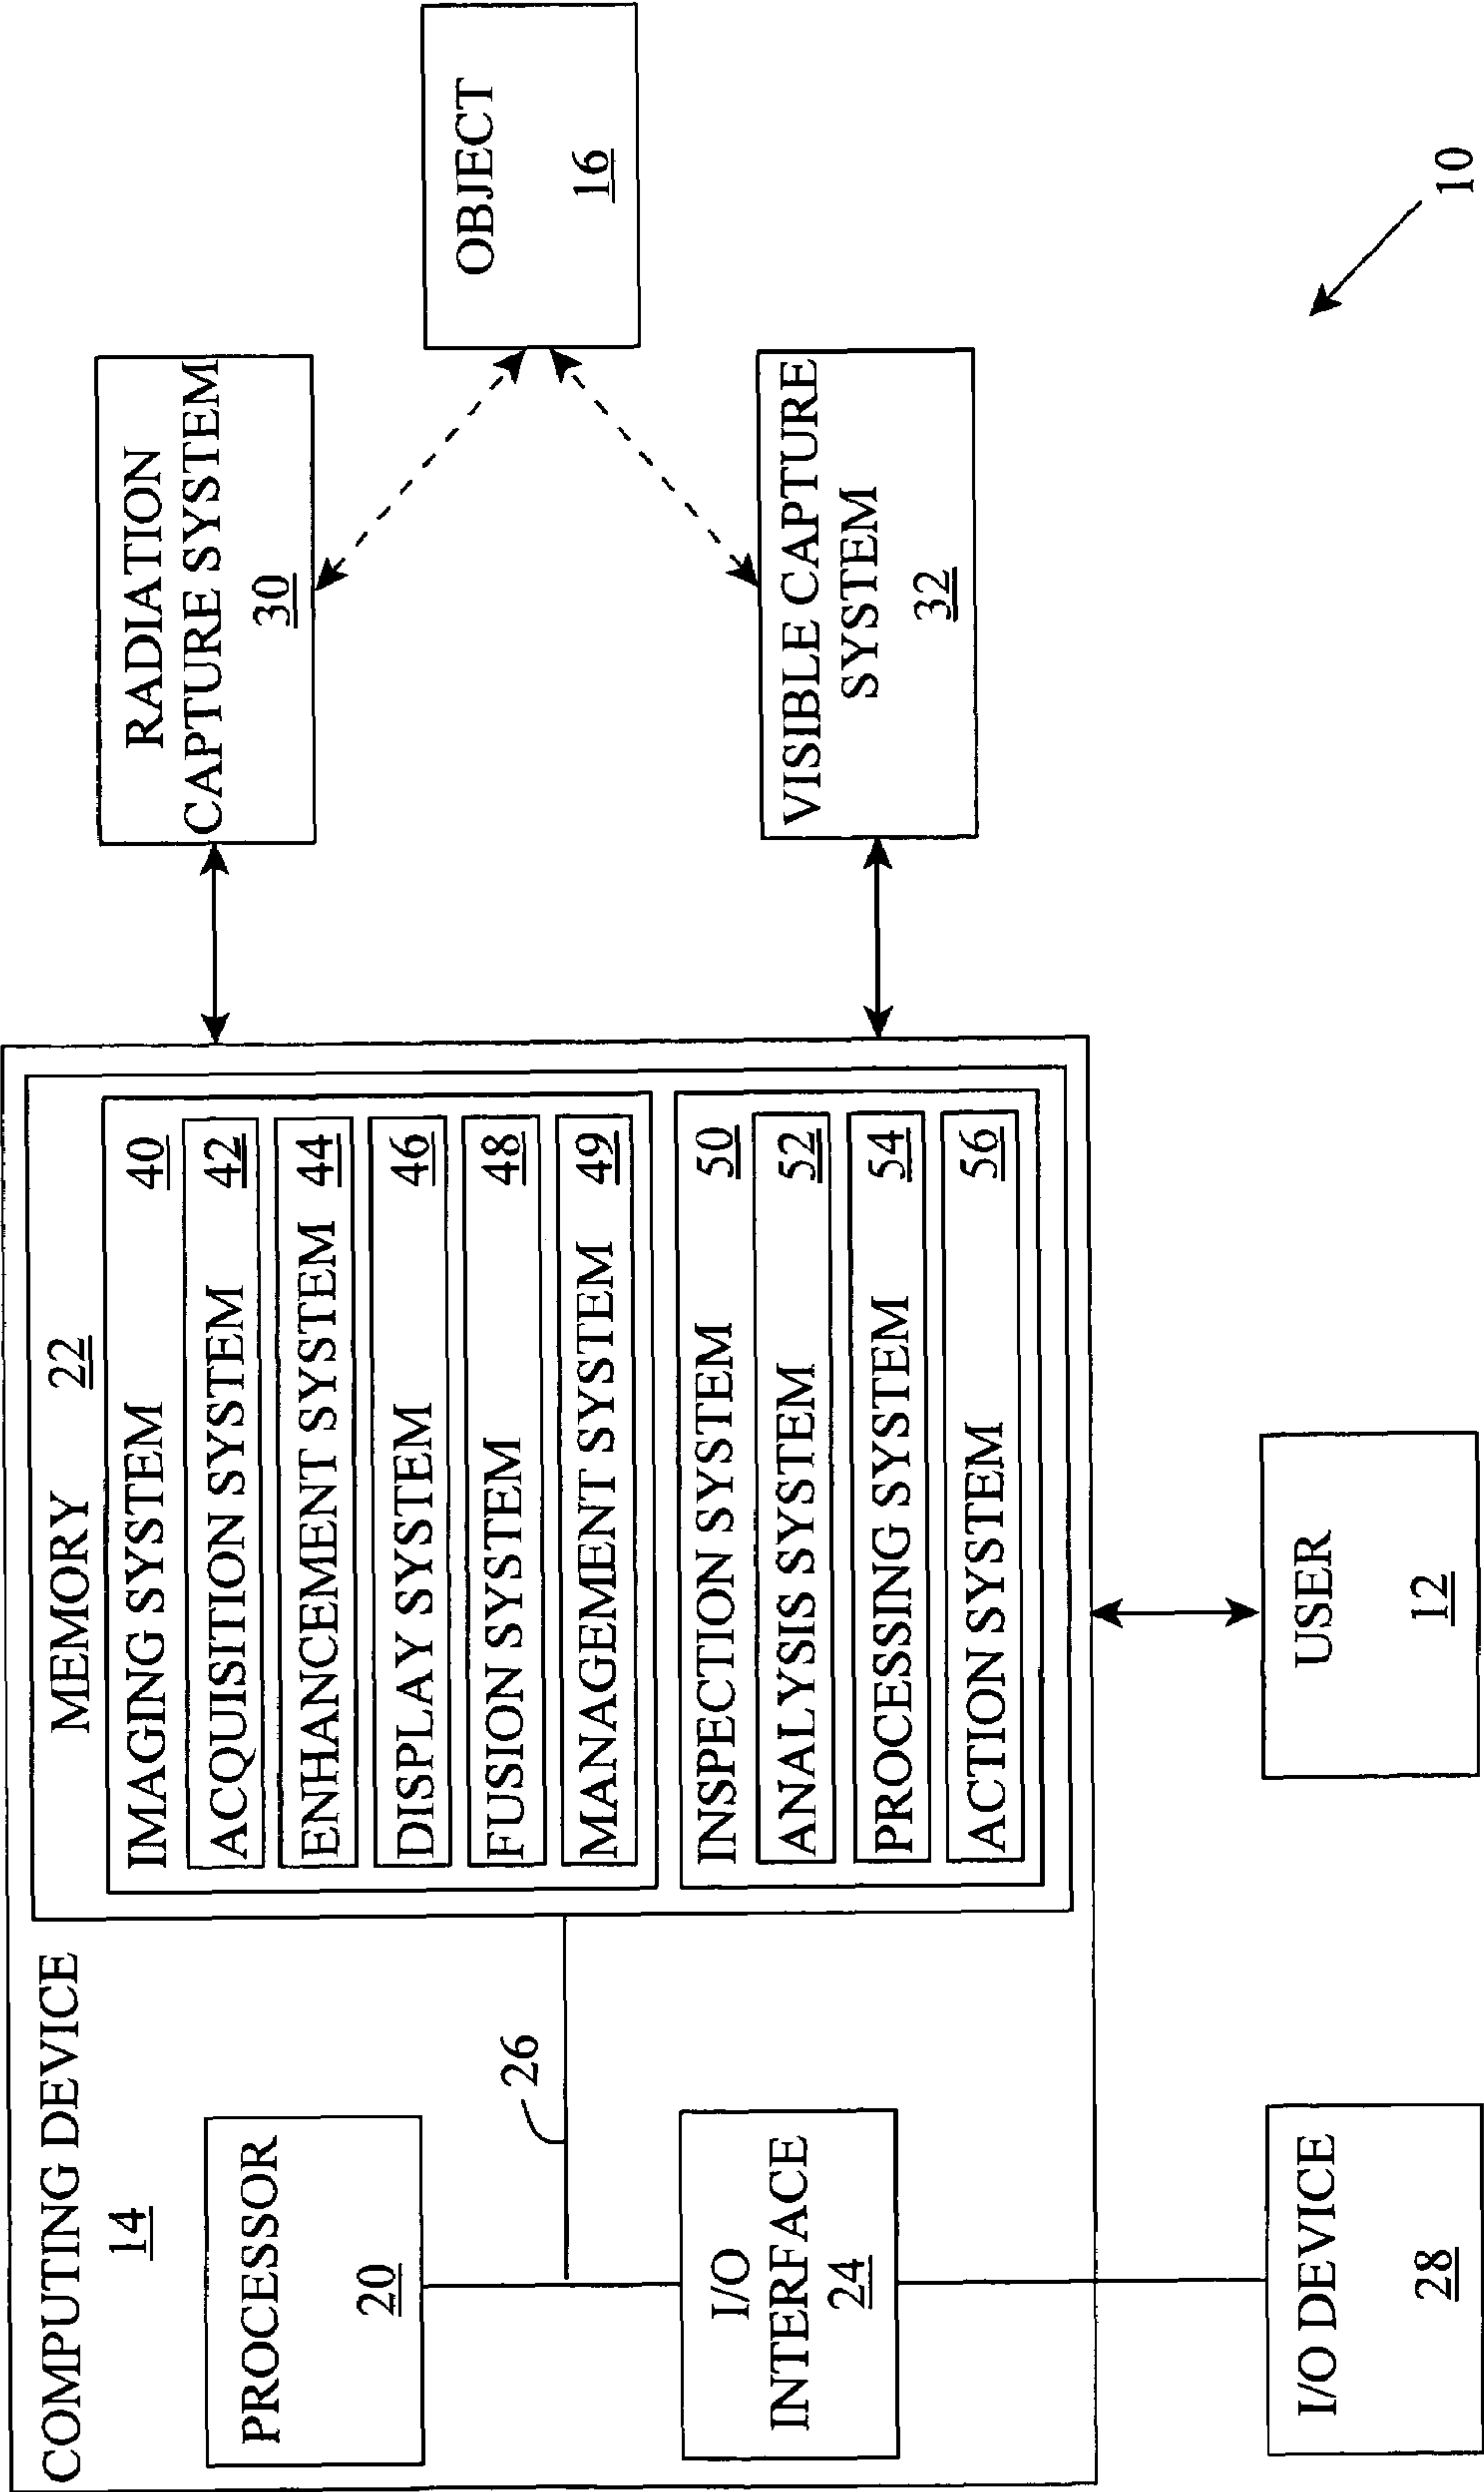 COMPUTING DEVICE
14
PROCESSOR
20
I/O
INTERFACE
24
26
MEMORY 22
IMAGING SYSTEM 40
ACQUISITION SYSTEM 42
ENHANCEMENT SYSTEM 44
DISPLAY SYSTEM 46
FUSION SYSTEM 48
MANAGEMENT SYSTEM 49
INSPECTION SYSTEM 50
ANALYSIS SYSTEM 52
PROCESSING SYSTEM 54
ACTION SYSTEM 56
RADIATION
CAPTURE SYSTEM
30
VISIBLE CAPTURE
SYSTEM
32
OBJECT
16
I/O DEVICE
28
USER
12
10